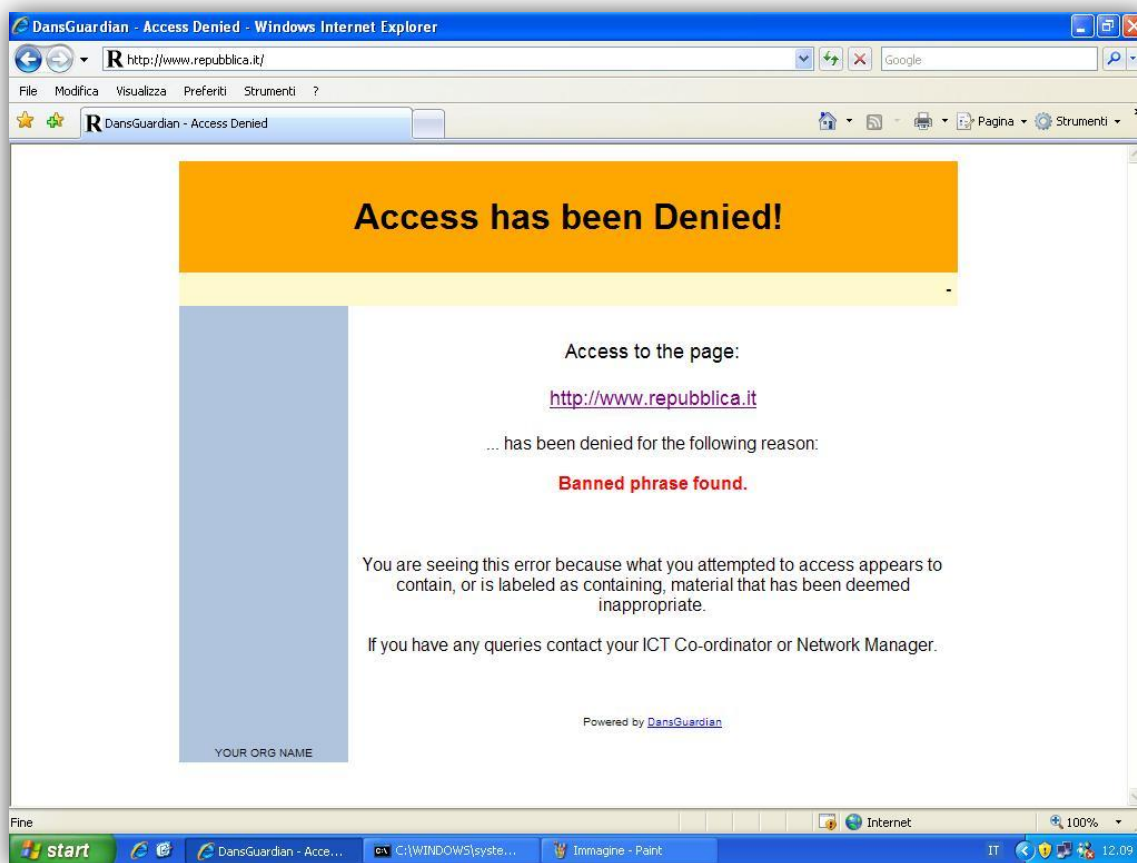 DansGuardian - Access Denied - Windows Internet Explorer
R http://www.repubblica.it/
Google
File Modifica Visualizza Preferiti Strumenti ?
R DansGuardian - Access Denied
Pagina
Strumenti
Access has been Denied!
-
Access to the page:
http://www.repubblica.it
... has been denied for the following reason:
Banned phrase found.
You are seeing this error because what you attempted to access appears to
contain, or is labeled as containing, material that has been deemed
inappropriate.
If you have any queries contact your ICT Co-ordinator or Network Manager.
Powered by DansGuardian
YOUR ORG NAME
Fine
Internet
100%
start
DansGuardian - Acce...
C:\WINDOWS\syste...
Immagine - Paint
IT
12.09